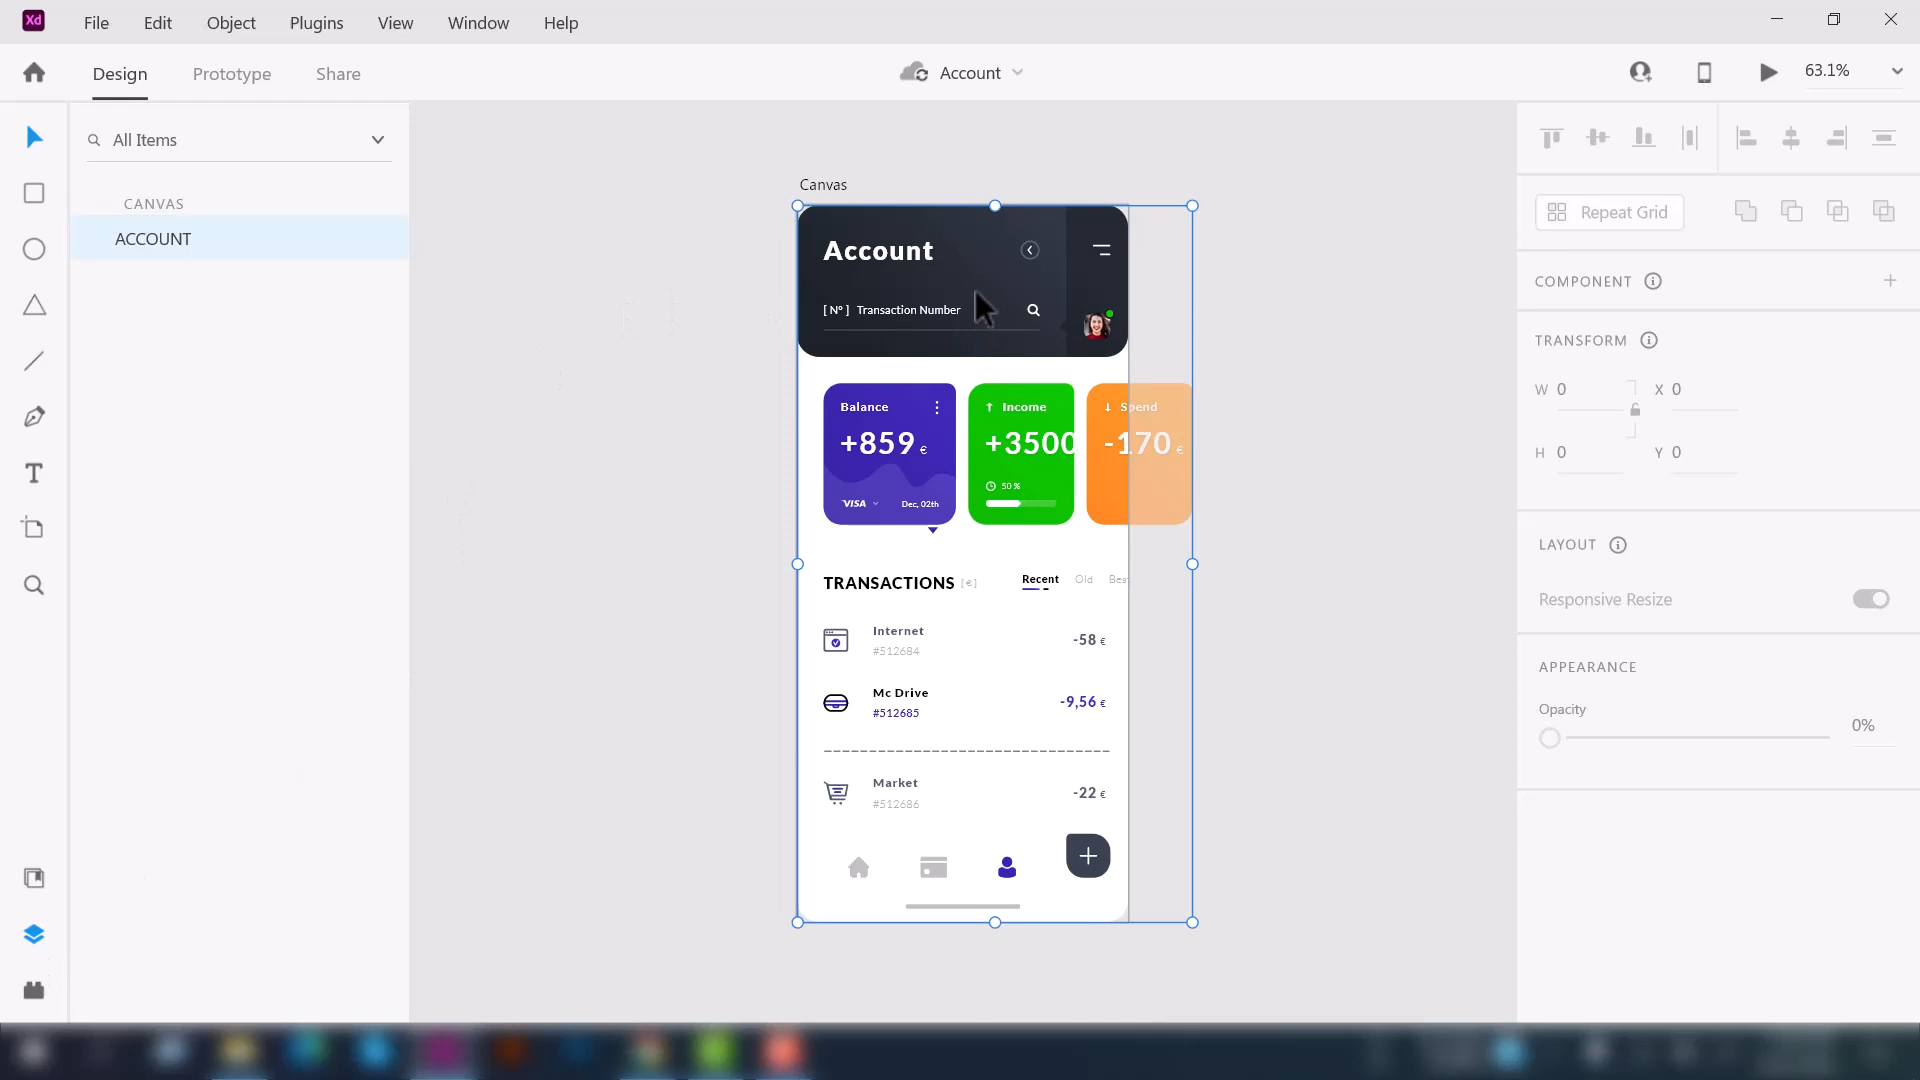 Xd File Edit Object Plugins View Window Help
Design Prototype Share Account 63.1%
All Items
CANVAS
ACCOUNT
Canvas
Account
[ Nº ] Transaction Number
Balance
+859 €
VISA Dec, 02th
Income
+3500
50 %
Spend
-170 €
TRANSACTIONS [ € ] Recent Old Best
Internet
#512684
-58 €
Mc Drive
#512685
-9,56 €
Market
#512686
-22 €
Repeat Grid
COMPONENT
TRANSFORM
W 0 X 0
H 0 Y 0
LAYOUT
Responsive Resize
APPEARANCE
Opacity
0%